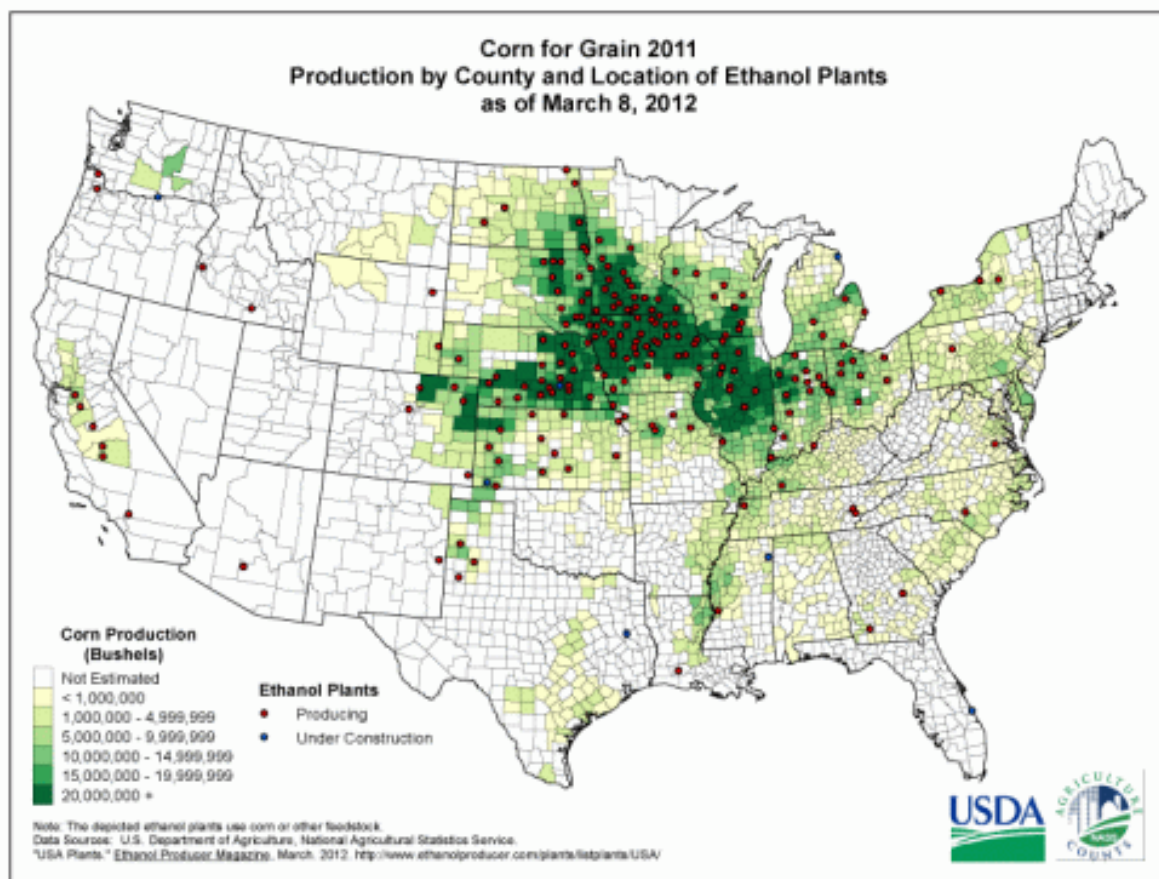 Corn for Grain 2011
Production by County and Location of Ethanol Plants
as of March 8, 2012
Corn Production
(Bushels)
Not Estimated
< 1,000,000
1,000,000 - 4,999,999
5,000,000 - 9,999,999
10,000,000 - 14,999,999
15,000,000 - 19,999,999
20,000,000 +
Ethanol Plants
Producing
Under Construction
Note: The depicted ethanol plants use corn or other feedstock.
Data Sources: U.S. Department of Agriculture, National Agricultural Statistics Service.
"USA Plants." Ethanol Producer Magazine. March. 2012. http://www.ethanolproducer.com/plants/listplants/USA/
USDA
AGRICULTURE
NASS
COUNTS